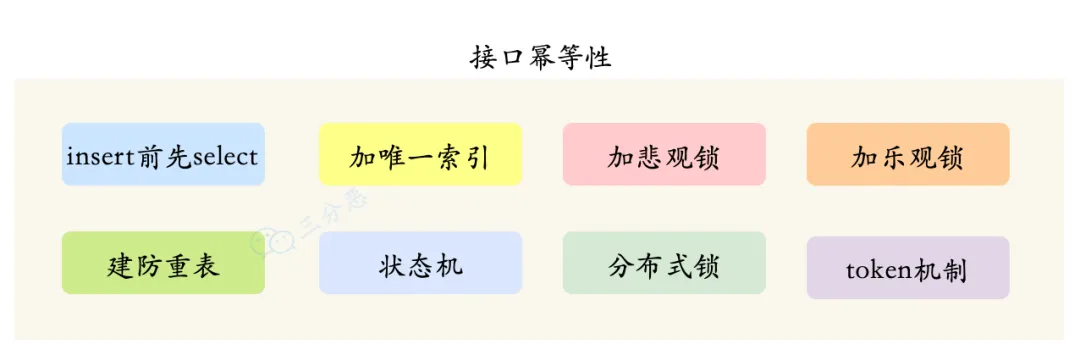 接口幂等性
insert前先select
加唯一索引
加悲观锁
加乐观锁
三分恶
建防重表
状态机
分布式锁
token机制